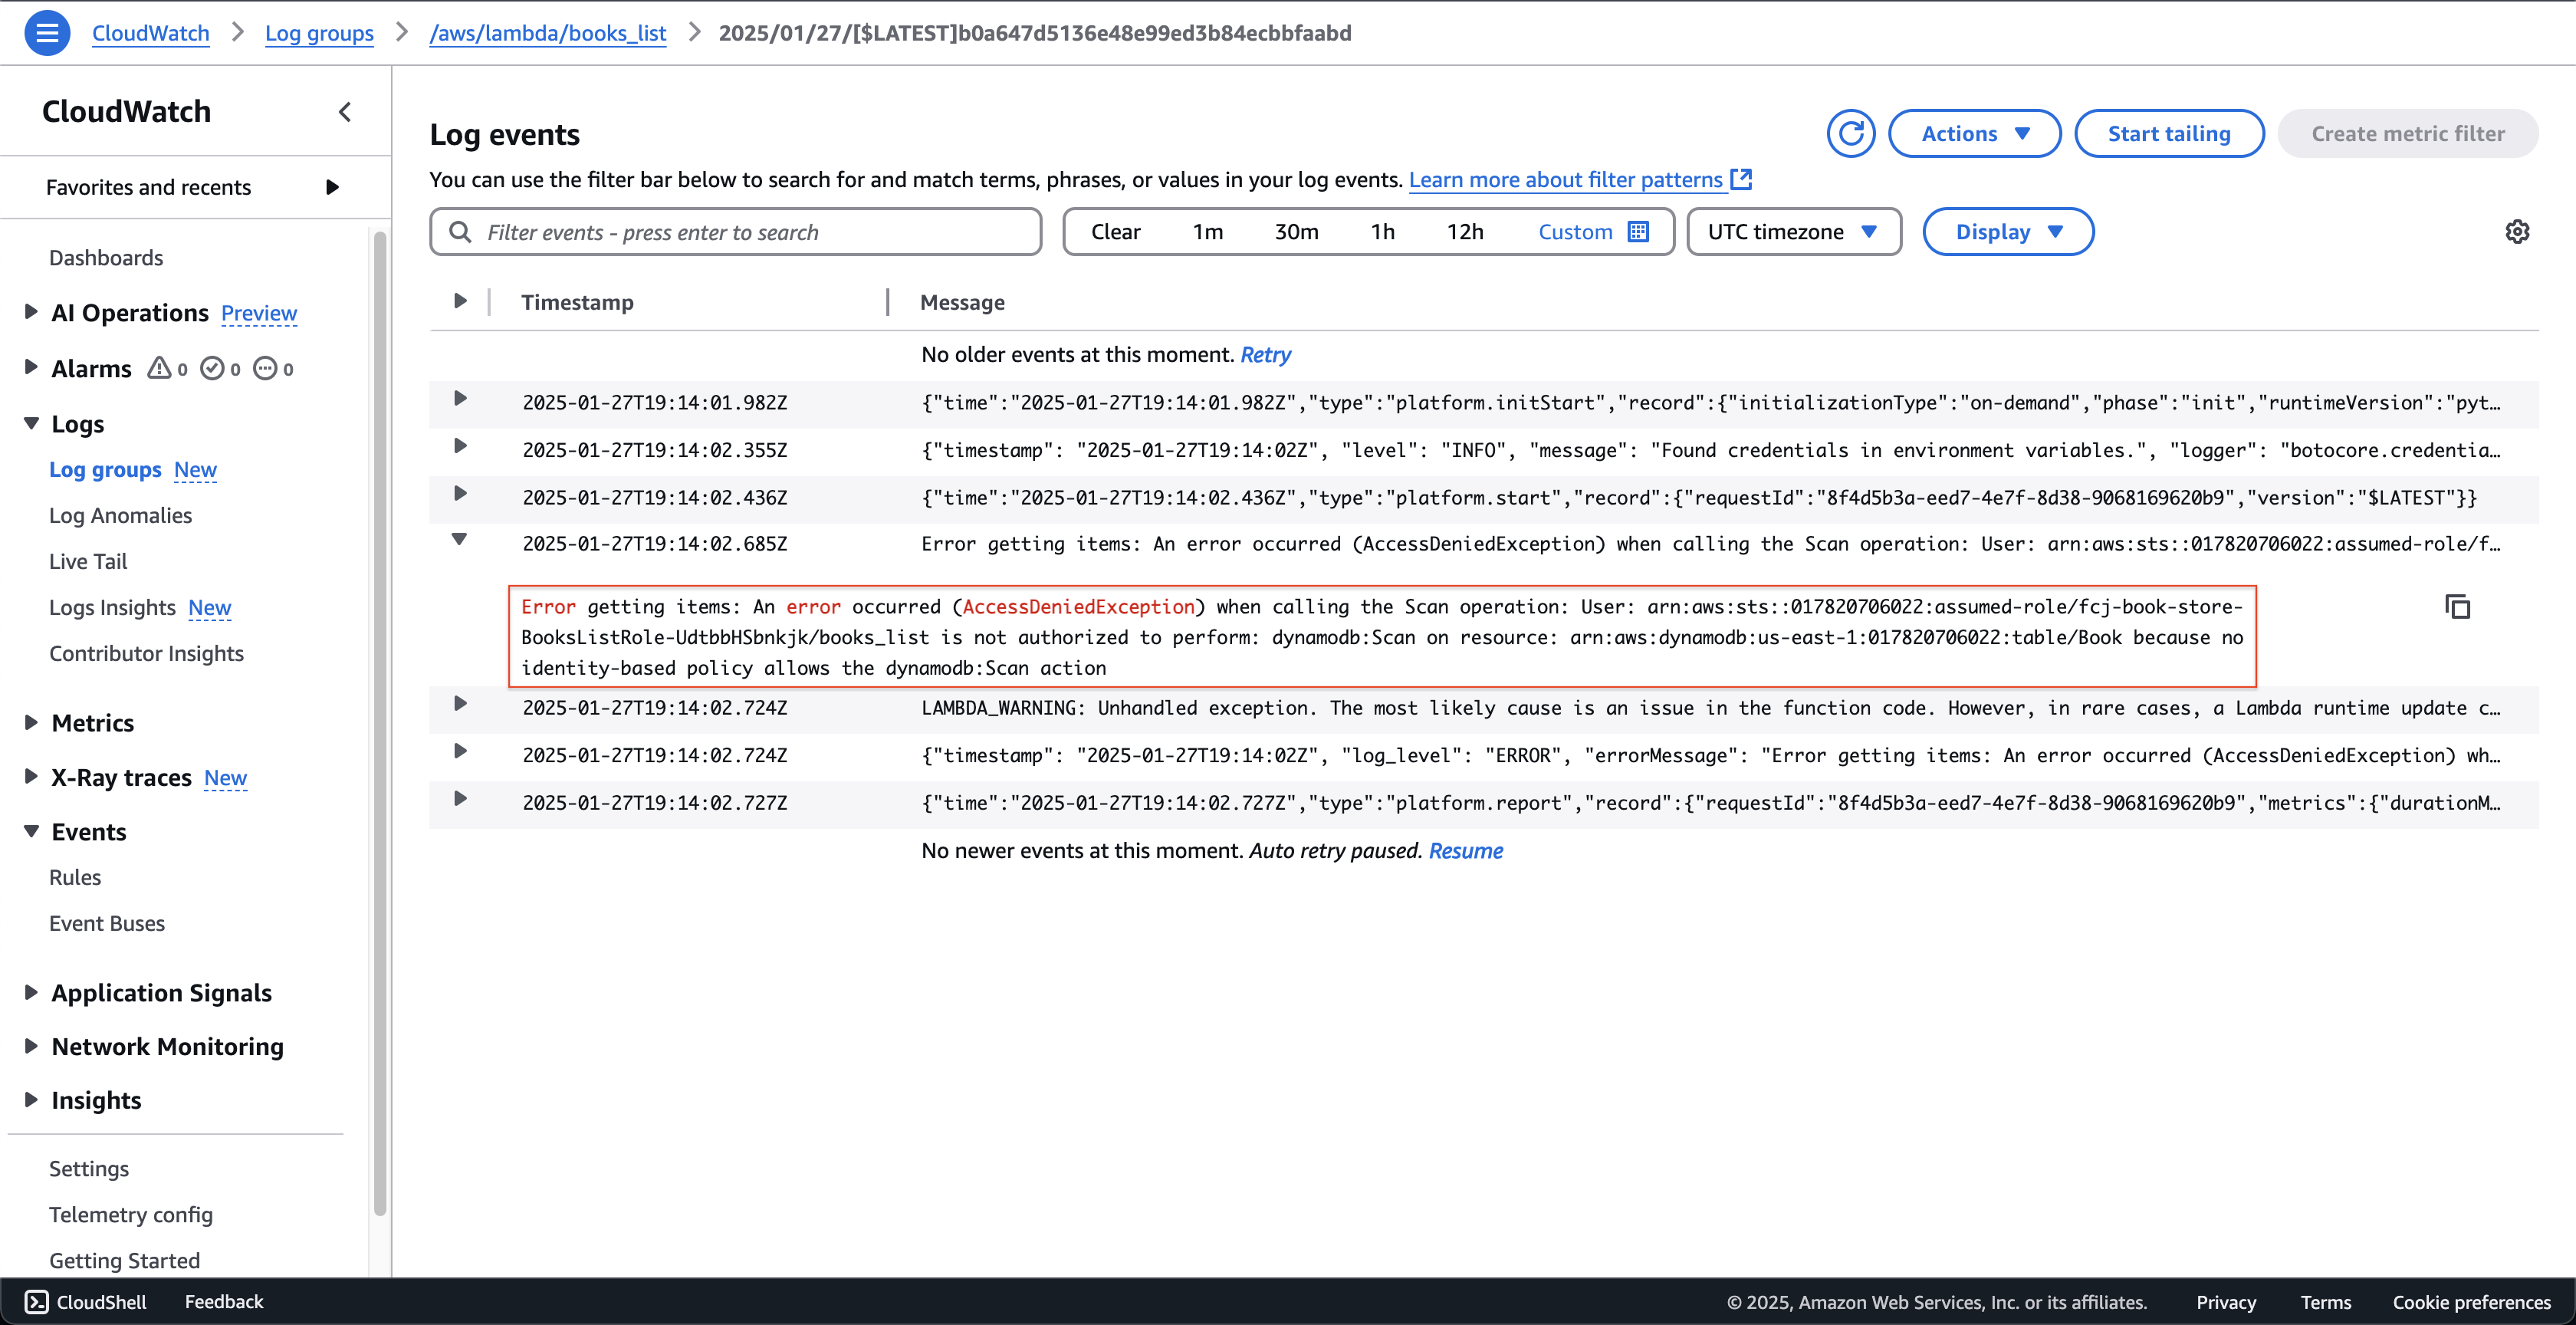 CloudWatch > Log groups > /aws/lambda/books_list > 2025/01/27/[$LATEST]b0a647d5136e48e99ed3b84ecbbfaabd
CloudWatch
Favorites and recents
Dashboards
AI Operations Preview
Alarms 0 0 0
Logs
Log groups New
Log Anomalies
Live Tail
Logs Insights New
Contributor Insights
Metrics
X-Ray traces New
Events
Rules
Event Buses
Application Signals
Network Monitoring
Insights
Settings
Telemetry config
Getting Started
Log events
Actions
Start tailing
Create metric filter
You can use the filter bar below to search for and match terms, phrases, or values in your log events. Learn more about filter patterns
Filter events - press enter to search
Clear 1m 30m 1h 12h Custom
UTC timezone
Display
Timestamp Message
No older events at this moment. Retry
2025-01-27T19:14:01.982Z {"time":"2025-01-27T19:14:01.982Z","type":"platform.initStart","record":{"initializationType":"on-demand","phase":"init","runtimeVersion":"pyt…
2025-01-27T19:14:02.355Z {"timestamp": "2025-01-27T19:14:02Z", "level": "INFO", "message": "Found credentials in environment variables.", "logger": "botocore.credentia…
2025-01-27T19:14:02.436Z {"time":"2025-01-27T19:14:02.436Z","type":"platform.start","record":{"requestId":"8f4d5b3a-eed7-4e7f-8d38-9068169620b9","version":"$LATEST"}}
2025-01-27T19:14:02.685Z Error getting items: An error occurred (AccessDeniedException) when calling the Scan operation: User: arn:aws:sts::017820706022:assumed-role/f…
Error getting items: An error occurred (AccessDeniedException) when calling the Scan operation: User: arn:aws:sts::017820706022:assumed-role/fcj-book-store-
BooksListRole-UdtbbHSbnkjk/books_list is not authorized to perform: dynamodb:Scan on resource: arn:aws:dynamodb:us-east-1:017820706022:table/Book because no
identity-based policy allows the dynamodb:Scan action
2025-01-27T19:14:02.724Z LAMBDA_WARNING: Unhandled exception. The most likely cause is an issue in the function code. However, in rare cases, a Lambda runtime update c…
2025-01-27T19:14:02.724Z {"timestamp": "2025-01-27T19:14:02Z", "log_level": "ERROR", "errorMessage": "Error getting items: An error occurred (AccessDeniedException) wh…
2025-01-27T19:14:02.727Z {"time":"2025-01-27T19:14:02.727Z","type":"platform.report","record":{"requestId":"8f4d5b3a-eed7-4e7f-8d38-9068169620b9","metrics":{"durationM…
No newer events at this moment. Auto retry paused. Resume
CloudShell Feedback © 2025, Amazon Web Services, Inc. or its affiliates. Privacy Terms Cookie preferences